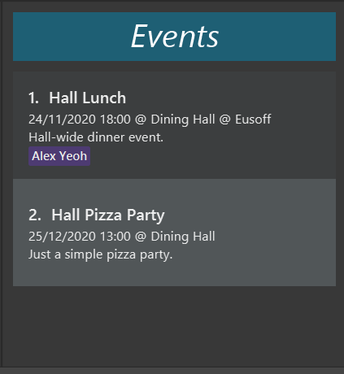 Events
1. Hall Lunch
24/11/2020 18:00 @ Dining Hall @ Eusoff
Hall-wide dinner event.
Alex Yeoh
2. Hall Pizza Party
25/12/2020 13:00 @ Dining Hall
Just a simple pizza party.